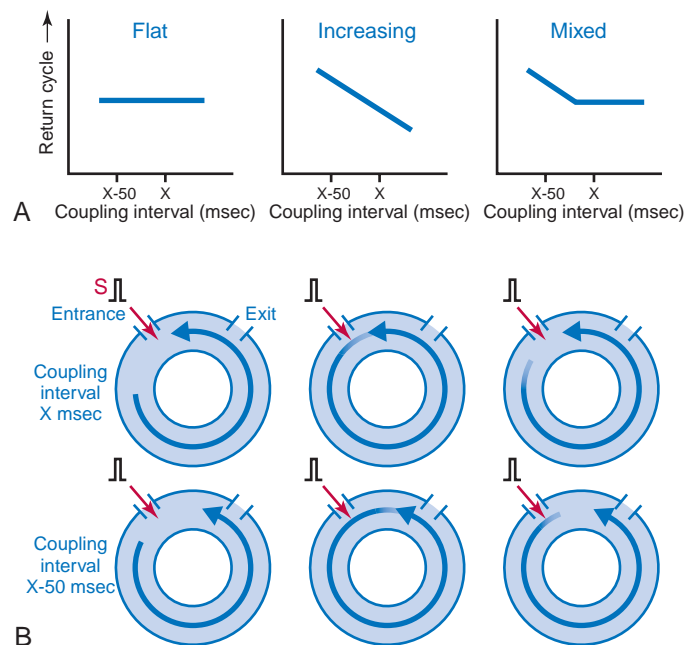 Flat
Increasing
Mixed
Return cycle
X-50 X
X-50 X
X-50 X
Coupling interval (msec)
Coupling interval (msec)
Coupling interval (msec)
A
S
Entrance
Exit
Coupling
interval
X msec
Coupling
interval
X-50 msec
B